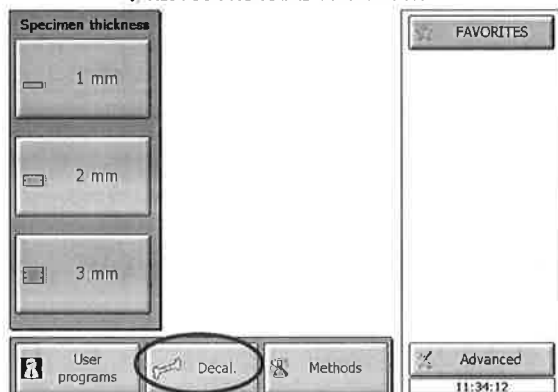 Specimen thickness
1 mm
2 mm
3 mm
User
programs
Decal.
Methods
FAVORITES
Advanced
11:34:12